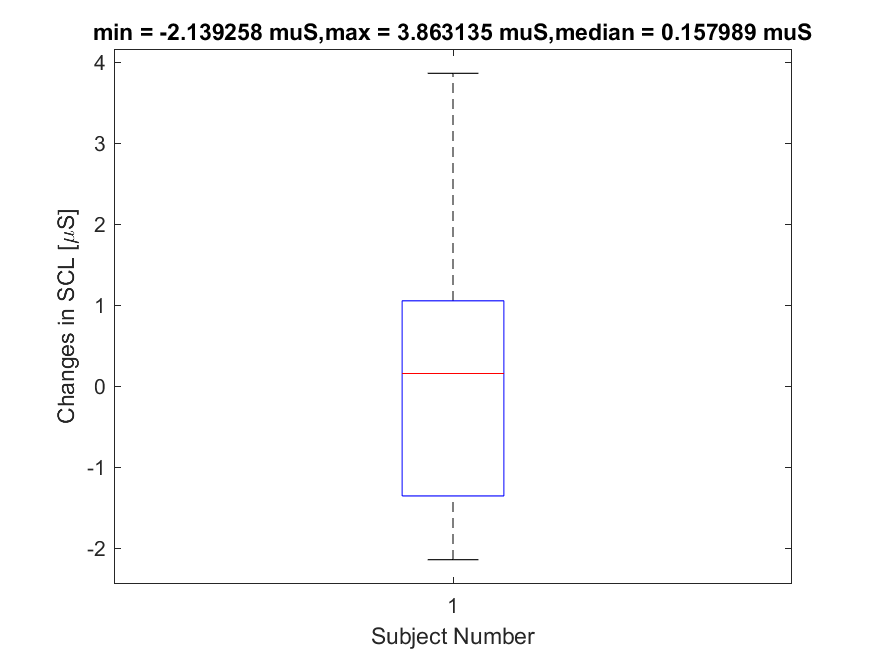 min = -2.139258 muS,max = 3.863135 muS,median = 0.157989 muS
4
3
2
1
0
-1
-2
Changes in SCL [μS]
1
Subject Number